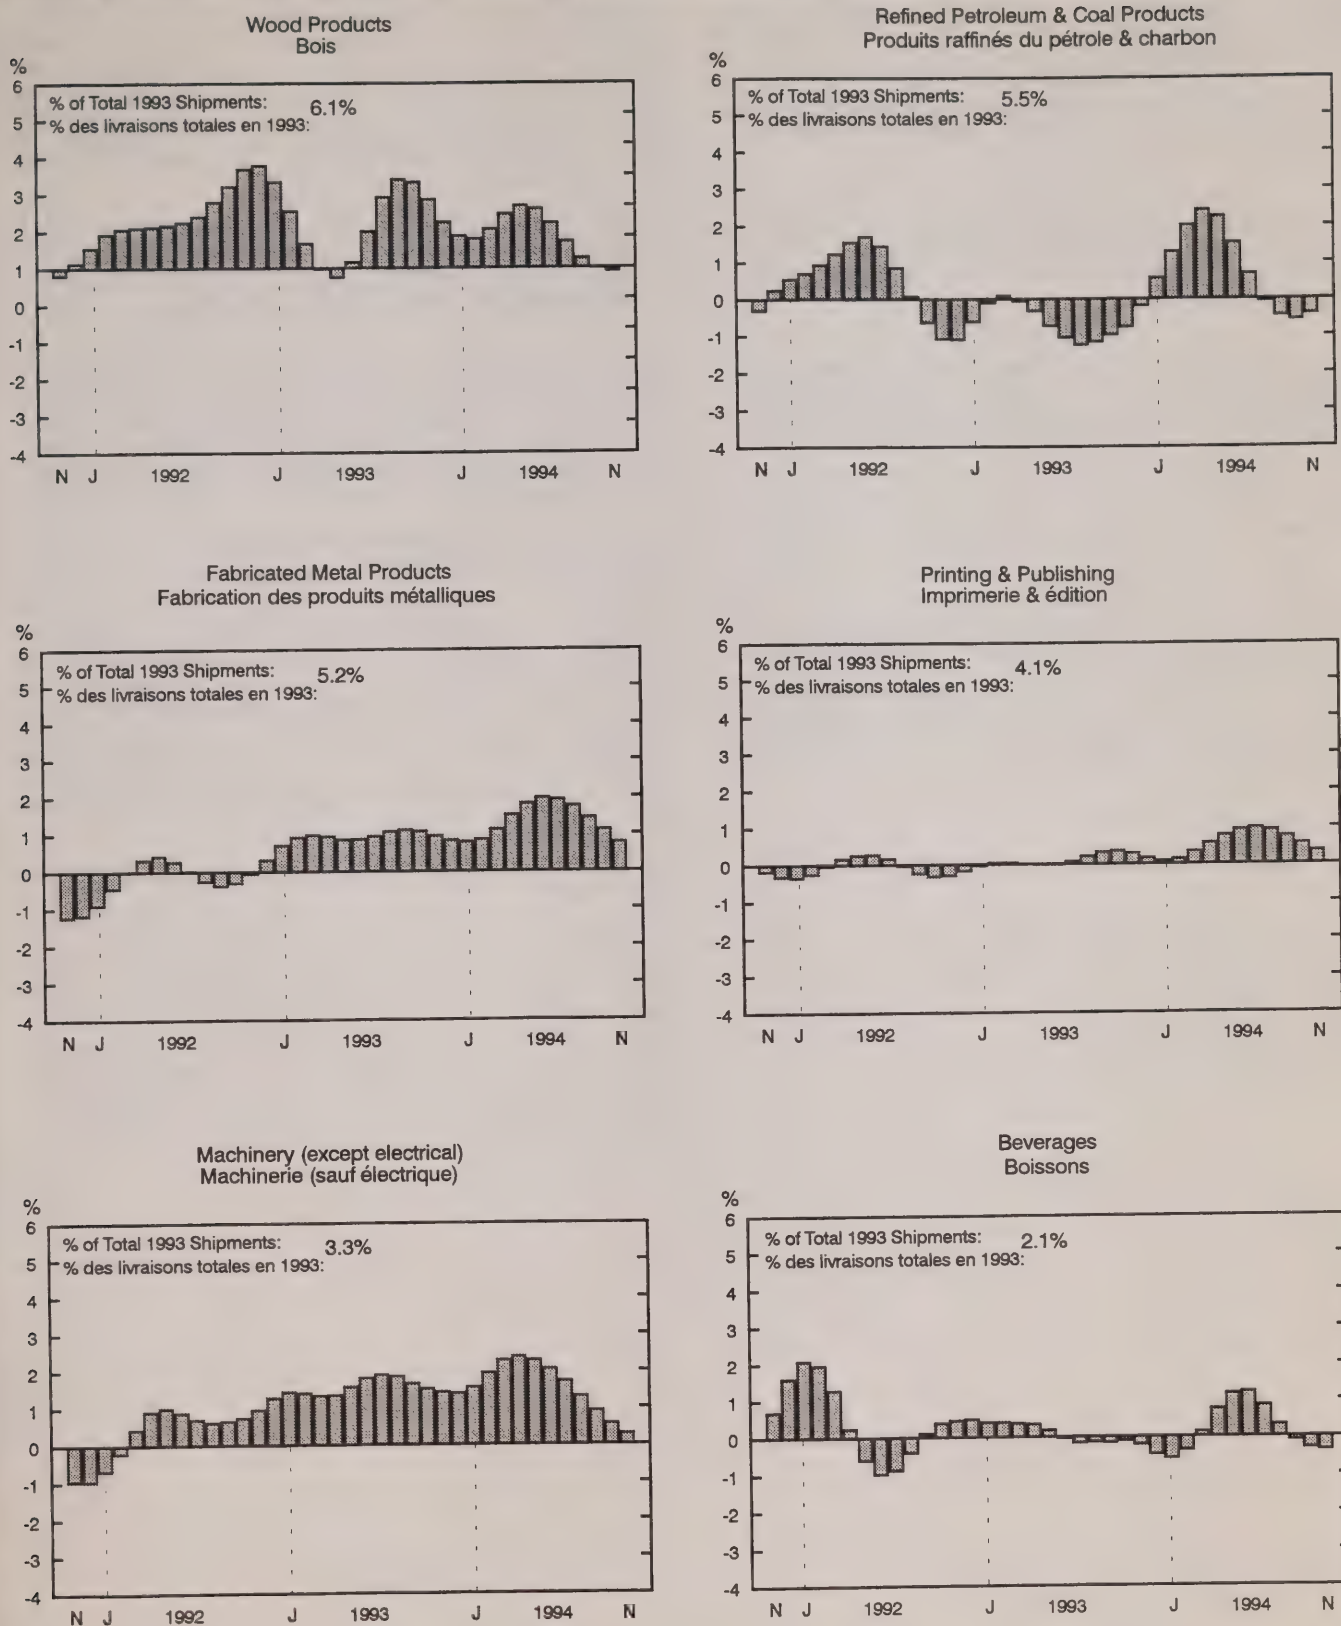 Wood Products
Bois
%
6
% of Total 1993 Shipments: 6.1%
5
% des livraisons totales en 1993:
4
3
2
1
0
-1
-2
-3
-4
N J 1992 J 1993 J 1994 N
Refined Petroleum & Coal Products
Produits raffinés du pétrole & charbon
%
6
% of Total 1993 Shipments: 5.5%
5
% des livraisons totales en 1993:
4
3
2
1
0
-1
-2
-3
-4
N J 1992 J 1993 J 1994 N
Fabricated Metal Products
Fabrication des produits métalliques
%
6
% of Total 1993 Shipments: 5.2%
5
% des livraisons totales en 1993:
4
3
2
1
0
-1
-2
-3
-4
N J 1992 J 1993 J 1994 N
Printing & Publishing
Imprimerie & édition
%
6
% of Total 1993 Shipments: 4.1%
5
% des livraisons totales en 1993:
4
3
2
1
0
-1
-2
-3
-4
N J 1992 J 1993 J 1994 N
Machinery (except electrical)
Machinerie (sauf électrique)
%
6
% of Total 1993 Shipments: 3.3%
5
% des livraisons totales en 1993:
4
3
2
1
0
-1
-2
-3
-4
N J 1992 J 1993 J 1994 N
Beverages
Boissons
%
6
% of Total 1993 Shipments: 2.1%
5
% des livraisons totales en 1993:
4
3
2
1
0
-1
-2
-3
-4
N J 1992 J 1993 J 1994 N